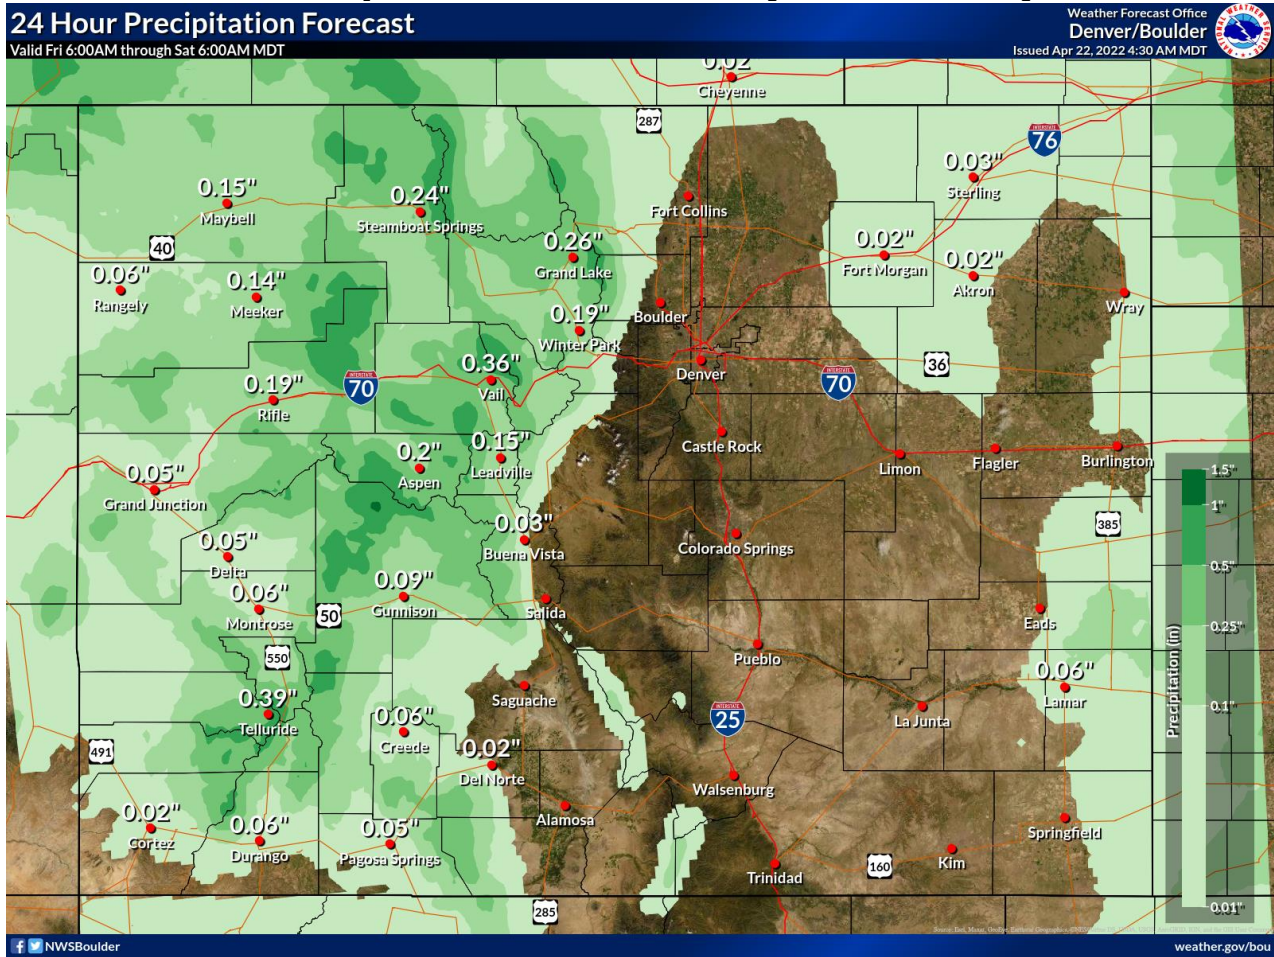 24 Hour Precipitation Forecast
Valid Fri 6:00AM through Sat 6:00AM MDT
Weather Forecast Office
Denver/Boulder
Issued Apr 22, 2022 4:30 AM MDT
NATIONAL WEATHER SERVICE
0.02
Cheyenne
287
INTERSTATE
76
0.03"
Sterling
0.15"
Maybell
0.24"
Steamboat Springs
Fort Collins
40
0.26"
Grand Lake
0.02"
Fort Morgan
0.02"
Akron
0.06"
Rangely
0.14"
Meeker
Wray
0.19"
Winter Park
Boulder
0.36"
Vail
Denver
36
0.19"
Rifle
INTERSTATE
70
INTERSTATE
70
0.2"
Aspen
0.15"
Leadville
Castle Rock
Limon
Flagler
Burlington
0.05"
Grand Junction
0.03"
Buena Vista
Colorado Springs
385
0.05"
Delta
0.06"
Montrose
0.09"
Gunnison
50
Salida
Eads
550
Pueblo
0.39"
Telluride
Saguache
0.06"
Lamar
0.06"
Creede
INTERSTATE
25
La Junta
491
0.02"
Del Norte
Walsenburg
0.02"
Cortez
0.06"
Durango
0.05"
Pagosa Springs
Alamosa
Springfield
160
Kim
Trinidad
285
Precipitation (in)
1.5"
1"
0.5"
0.25"
0.1"
0.01"
NWSBoulder
weather.gov/bou